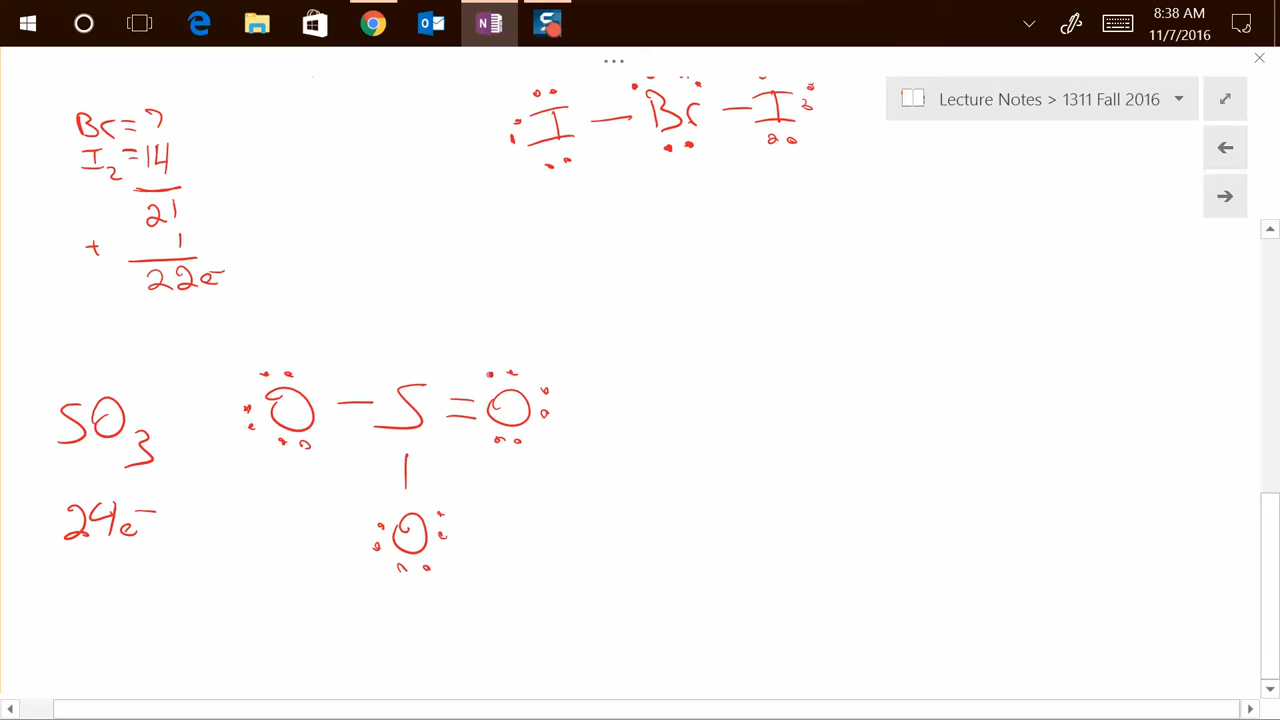 8:38 AM
11/7/2016
Lecture Notes > 1311 Fall 2016
I — Br — I
Br = 7
I₂ = 14
21
+ 1
22e⁻
SO₃
O — S = O
|
O
24e⁻